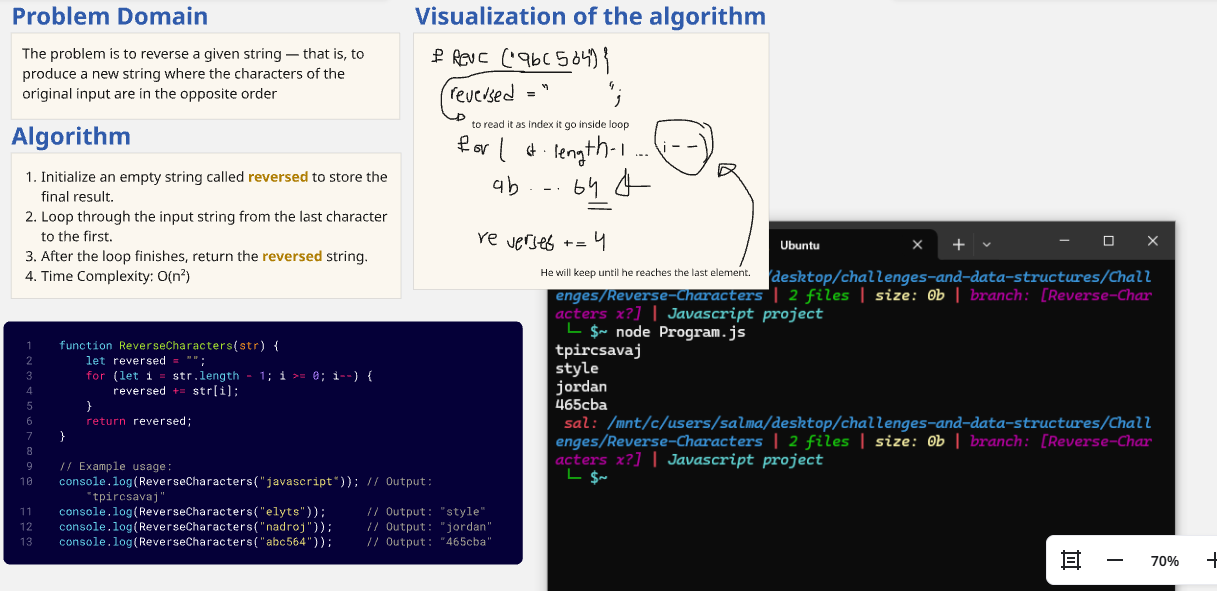 Problem Domain
The problem is to reverse a given string — that is, to
produce a new string where the characters of the
original input are in the opposite order
Algorithm
1. Initialize an empty string called reversed to store the
final result.
2. Loop through the input string from the last character
to the first.
3. After the loop finishes, return the reversed string.
4. Time Complexity: O(n²)
Visualization of the algorithm
f Revc ('abc564'){
reversed = " ";
to read it as index it go inside loop
for ( st.length-1 ... i--)
ab -.- 64
reverses += 4
He will keep until he reaches the last element.
1 function ReverseCharacters(str) {
2 let reversed = "";
3 for (let i = str.length - 1; i >= 0; i--) {
4 reversed += str[i];
5 }
6 return reversed;
7 }
8
9 // Example usage:
10 console.log(ReverseCharacters("javascript")); // Output:
"tpircsavaj"
11 console.log(ReverseCharacters("elyts")); // Output: "style"
12 console.log(ReverseCharacters("nadroj")); // Output: "jordan"
13 console.log(ReverseCharacters("abc564")); // Output: "465cba"
Ubuntu
/desktop/challenges-and-data-structures/Chall
enges/Reverse-Characters | 2 files | size: 0b | branch: [Reverse-Char
acters x?] | Javascript project
└─ $~ node Program.js
tpircsavaj
style
jordan
465cba
sal: /mnt/c/users/salma/desktop/challenges-and-data-structures/Chall
enges/Reverse-Characters | 2 files | size: 0b | branch: [Reverse-Char
acters x?] | Javascript project
└─ $~
70%